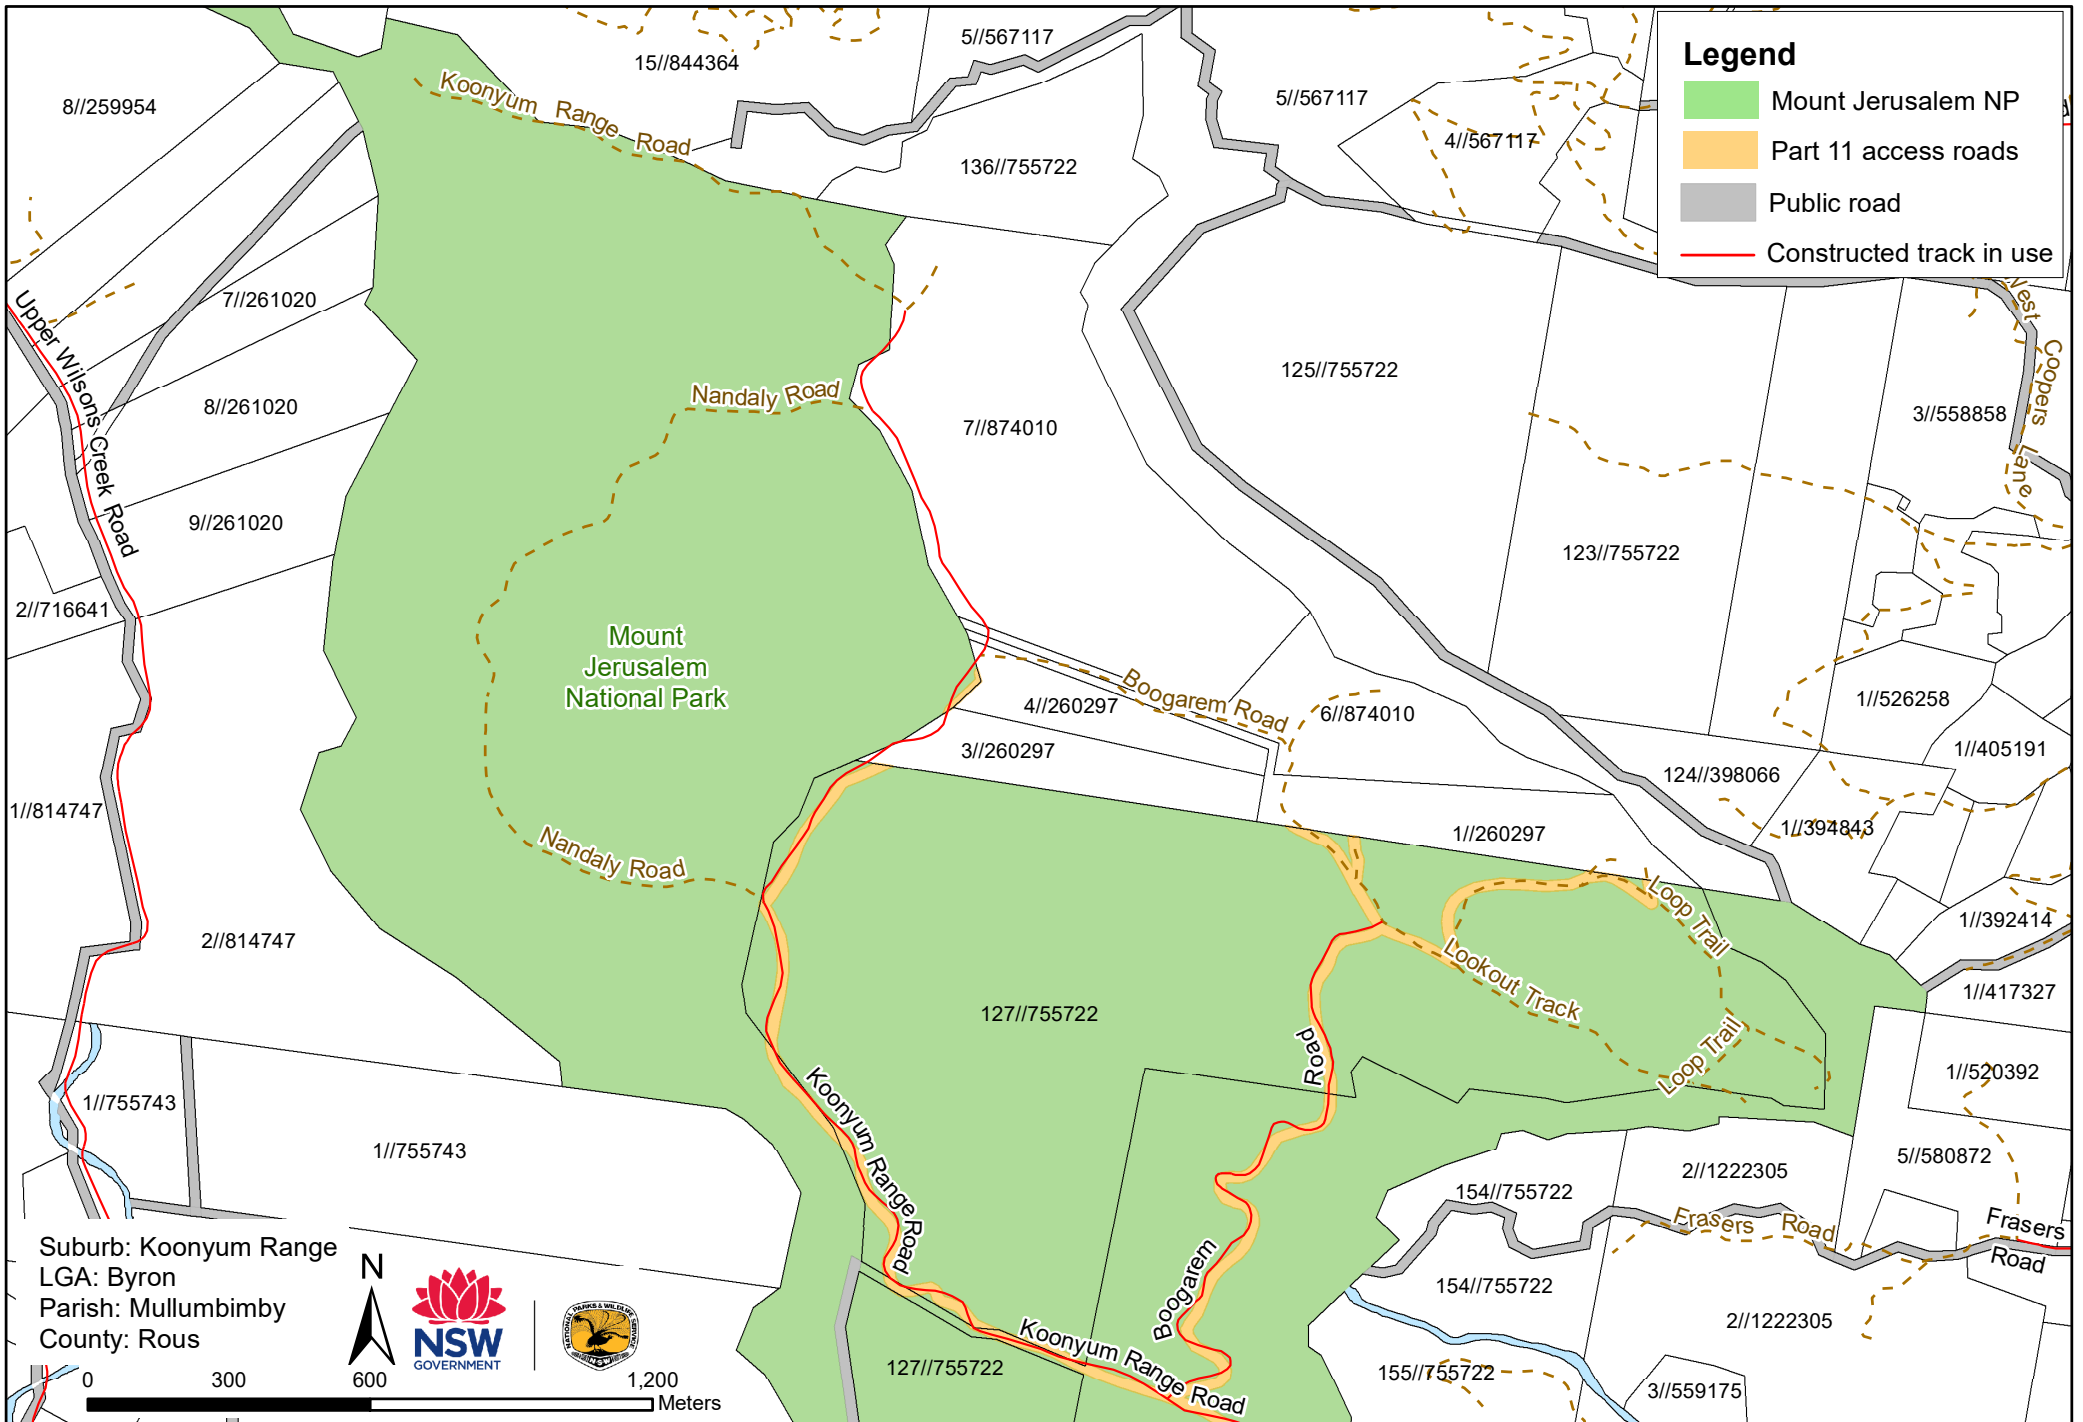 15//844364
5//567117
8//259954
Koonyum Range Road
5//567117
4//567117
136//755722
Legend
Mount Jerusalem NP
Part 11 access roads
Public road
Constructed track in use
7//261020
Upper Wilsons Creek Road
8//261020
9//261020
Nandaly Road
7//874010
125//755722
3//558858
West Coopers Lane
123//755722
2//716641
Mount
Jerusalem
National Park
4//260297
Boogarem Road
6//874010
3//260297
1//526258
1//405191
124//398066
1//814747
1//394843
1//260297
Nandaly Road
2//814747
Loop Trail
1//392414
Lookout Track
1//417327
127//755722
Loop Trail
1//520392
1//755743
1//755743
Koonyum Range Road
Boogarem Road
154//755722
2//1222305
5//580872
Frasers Road
Frasers
Road
154//755722
2//1222305
127//755722
Koonyum Range Road
155//755722
3//559175
Suburb: Koonyum Range
LGA: Byron
Parish: Mullumbimby
County: Rous
N
NSW
GOVERNMENT
NATIONAL PARKS & WILDLIFE SERVICE
NSW
0 300 600 1,200
Meters